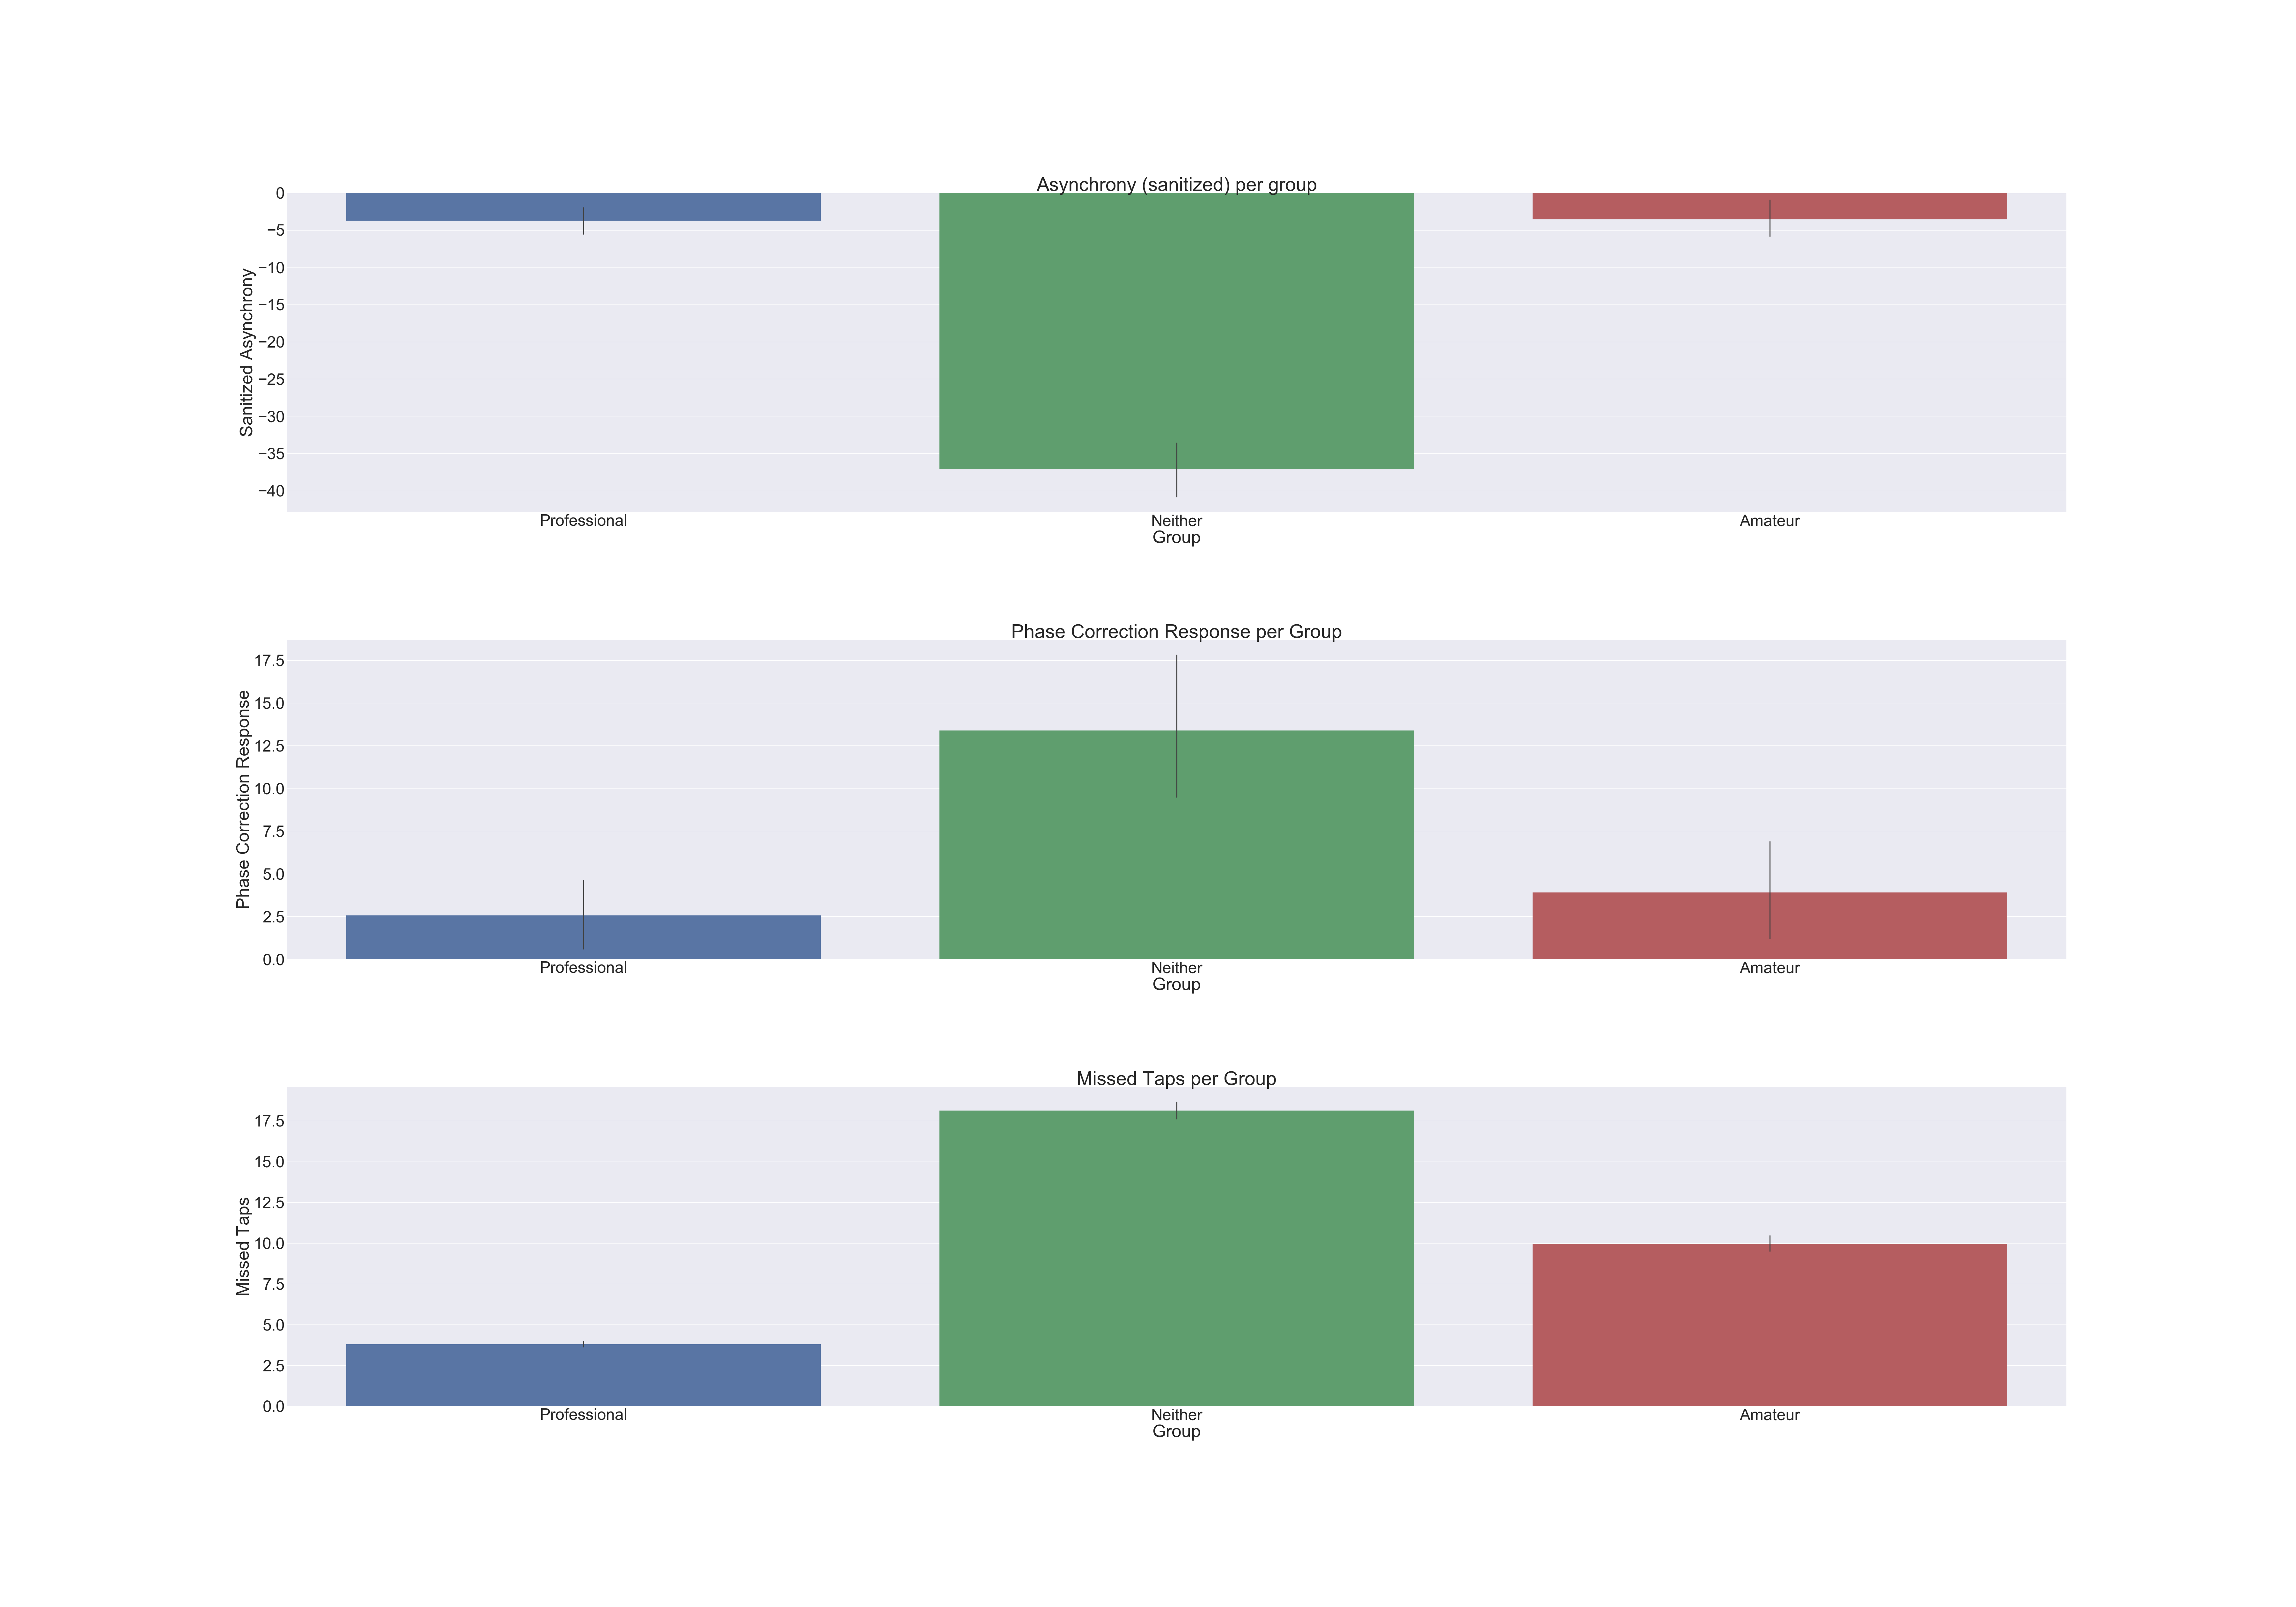 Asynchrony (sanitized) per group
Sanitized Asynchrony
0
−5
−10
−15
−20
−25
−30
−35
−40
Professional
Neither
Amateur
Group
Phase Correction Response per Group
Phase Correction Response
17.5
15.0
12.5
10.0
7.5
5.0
2.5
0.0
Professional
Neither
Amateur
Group
Missed Taps per Group
Missed Taps
17.5
15.0
12.5
10.0
7.5
5.0
2.5
0.0
Professional
Neither
Amateur
Group